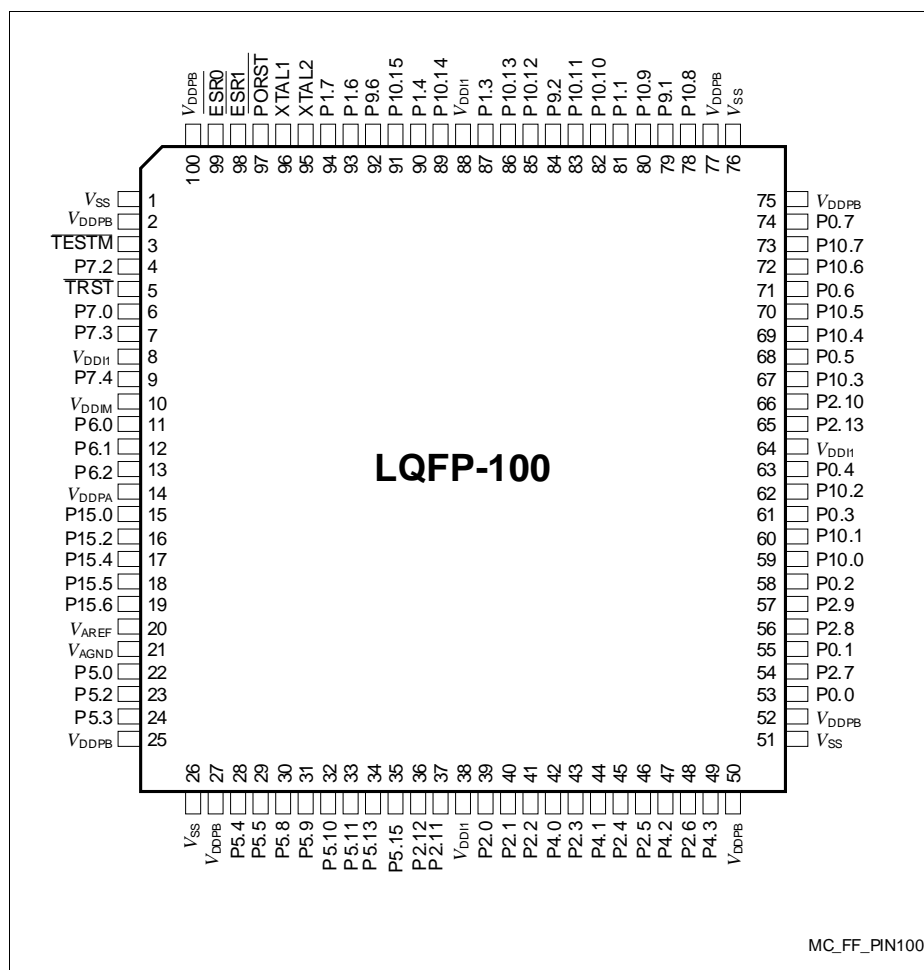 VDDPB
ESR0
ESR1
PORST
XTAL1
XTAL2
P1.7
P1.6
P9.6
P10.15
P1.4
P10.14
VDDI1
P1.3
P10.13
P10.12
P9.2
P10.11
P10.10
P1.1
P10.9
P9.1
P10.8
VDDPB
VSS
100 99 98 97 96 95 94 93 92 91 90 89 88 87 86 85 84 83 82 81 80 79 78 77 76
VSS 1
VDDPB 2
TESTM 3
P7.2 4
TRST 5
P7.0 6
P7.3 7
VDDI1 8
P7.4 9
VDDIM 10
P6.0 11
P6.1 12
P6.2 13
VDDPA 14
P15.0 15
P15.2 16
P15.4 17
P15.5 18
P15.6 19
VAREF 20
VAGND 21
P5.0 22
P5.2 23
P5.3 24
VDDPB 25
LQFP-100
75 VDDPB
74 P0.7
73 P10.7
72 P10.6
71 P0.6
70 P10.5
69 P10.4
68 P0.5
67 P10.3
66 P2.10
65 P2.13
64 VDDI1
63 P0.4
62 P10.2
61 P0.3
60 P10.1
59 P10.0
58 P0.2
57 P2.9
56 P2.8
55 P0.1
54 P2.7
53 P0.0
52 VDDPB
51 VSS
26 27 28 29 30 31 32 33 34 35 36 37 38 39 40 41 42 43 44 45 46 47 48 49 50
VSS
VDDPB
P5.4
P5.5
P5.8
P5.9
P5.10
P5.11
P5.13
P5.15
P2.12
P2.11
VDDI1
P2.0
P2.1
P2.2
P4.0
P2.3
P4.1
P2.4
P2.5
P4.2
P2.6
P4.3
VDDPB
MC_FF_PIN100